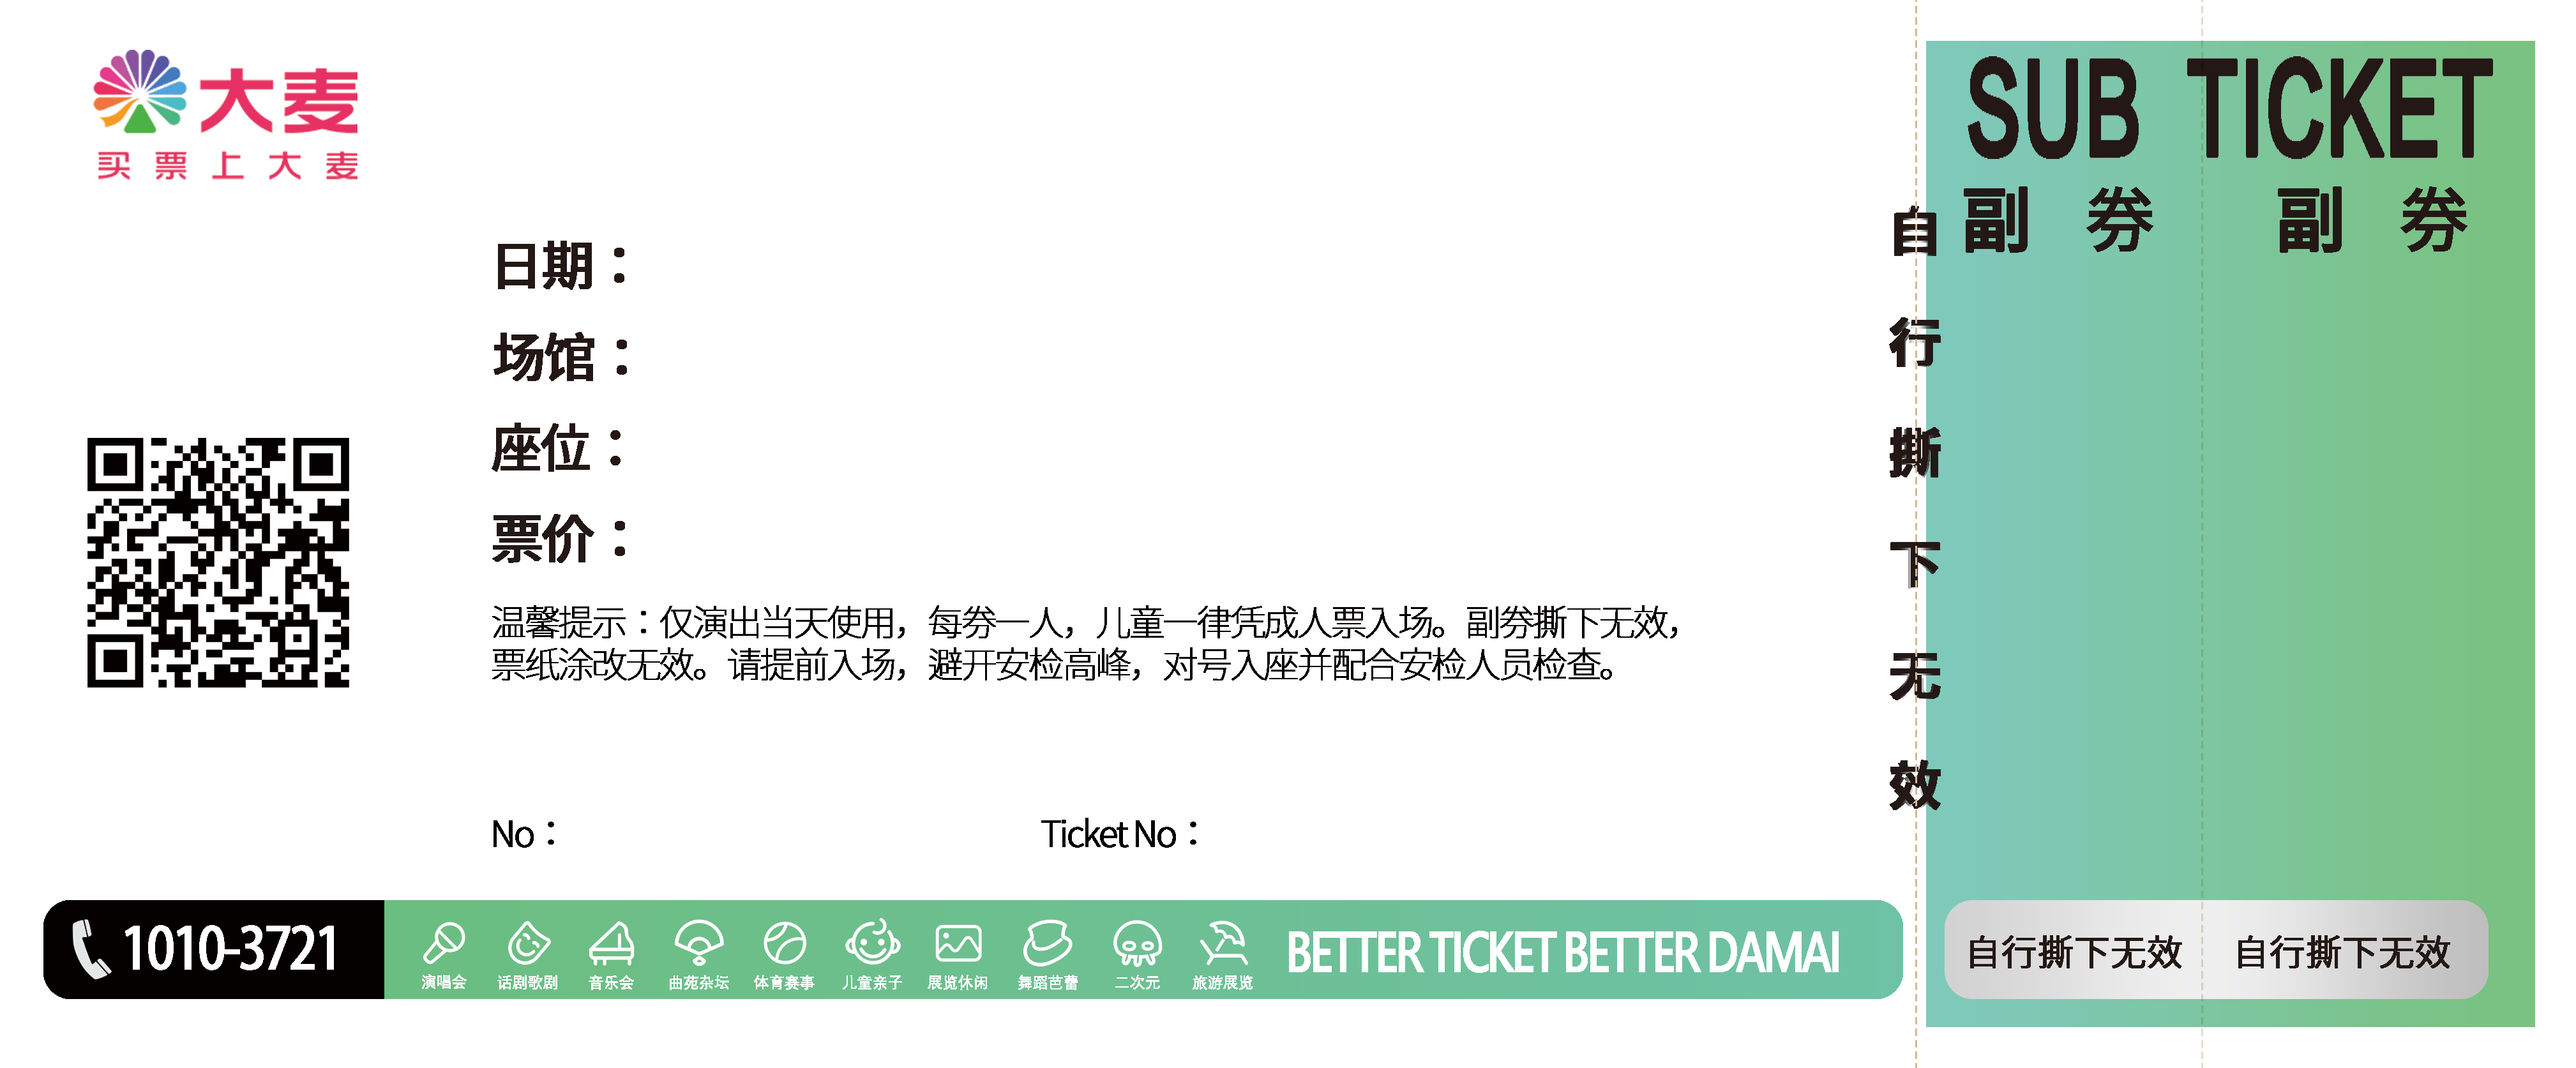 大麦
买票上大麦
日期：
场馆：
座位：
票价：
温馨提示：仅演出当天使用，每券一人，儿童一律凭成人票入场。副券撕下无效，
票纸涂改无效。请提前入场，避开安检高峰，对号入座并配合安检人员检查。
No：
Ticket No：
1010-3721
演唱会
话剧歌剧
音乐会
曲苑杂坛
体育赛事
儿童亲子
展览休闲
舞蹈芭蕾
二次元
旅游展览
BETTER TICKET BETTER DAMAI
自行撕下无效
SUB TICKET
副券 副券
自行撕下无效 自行撕下无效